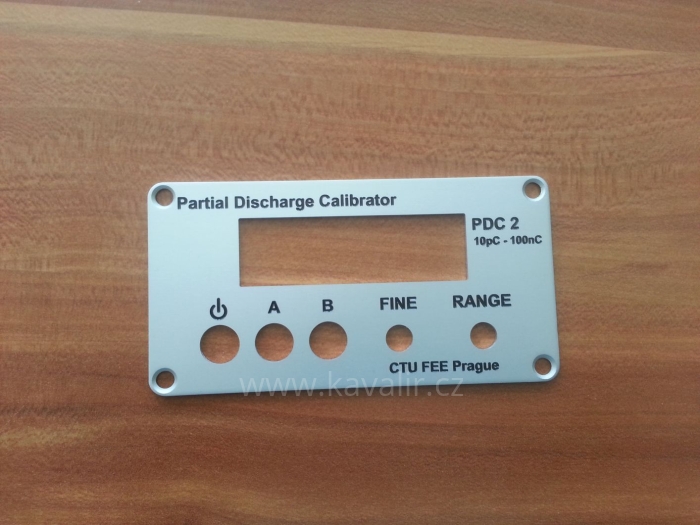 Partial Discharge Calibrator
PDC 2
10pC - 100nC
A B FINE RANGE
CTU FEE Prague
www.kavalir.cz